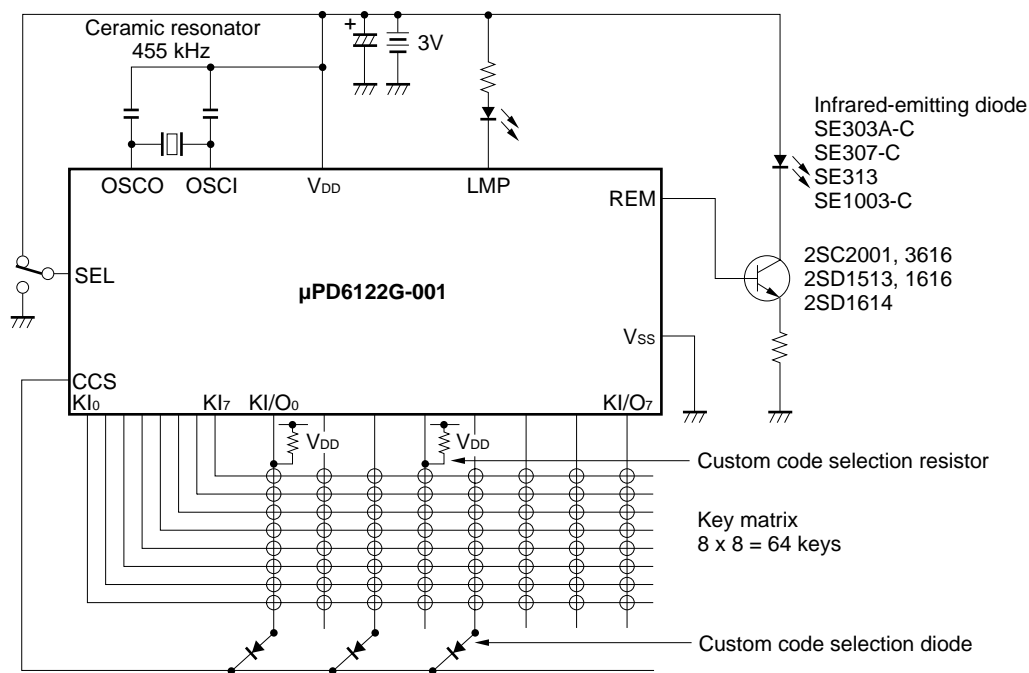 Ceramic resonator
455 kHz
+
3V
Infrared-emitting diode
SE303A-C
SE307-C
SE313
SE1003-C
OSCO OSCI VDD LMP
REM
SEL
µPD6122G-001
2SC2001, 3616
2SD1513, 1616
2SD1614
VSS
CCS
KI0 KI7 KI/O0 KI/O7
VDD VDD
Custom code selection resistor
Key matrix
8 x 8 = 64 keys
Custom code selection diode